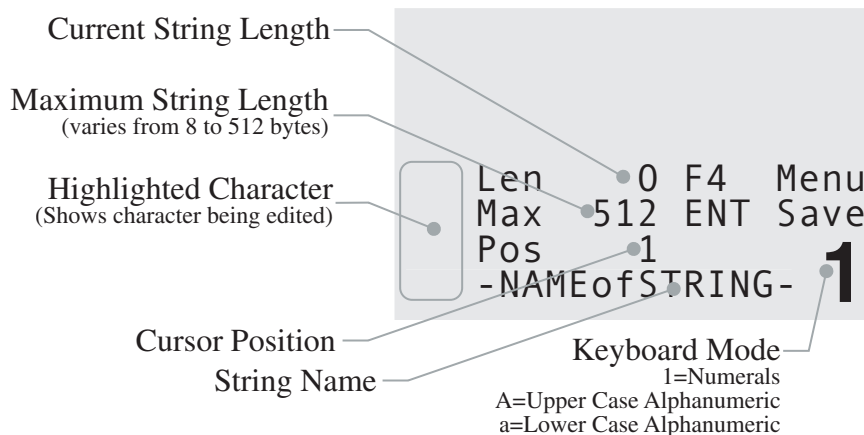 Current String Length
Maximum String Length
(varies from 8 to 512 bytes)
Highlighted Character
(Shows character being edited)
Len 0 F4 Menu
Max 512 ENT Save
Pos 1
-NAMEofSTRING- 1
Cursor Position
String Name
Keyboard Mode
1=Numerals
A=Upper Case Alphanumeric
a=Lower Case Alphanumeric